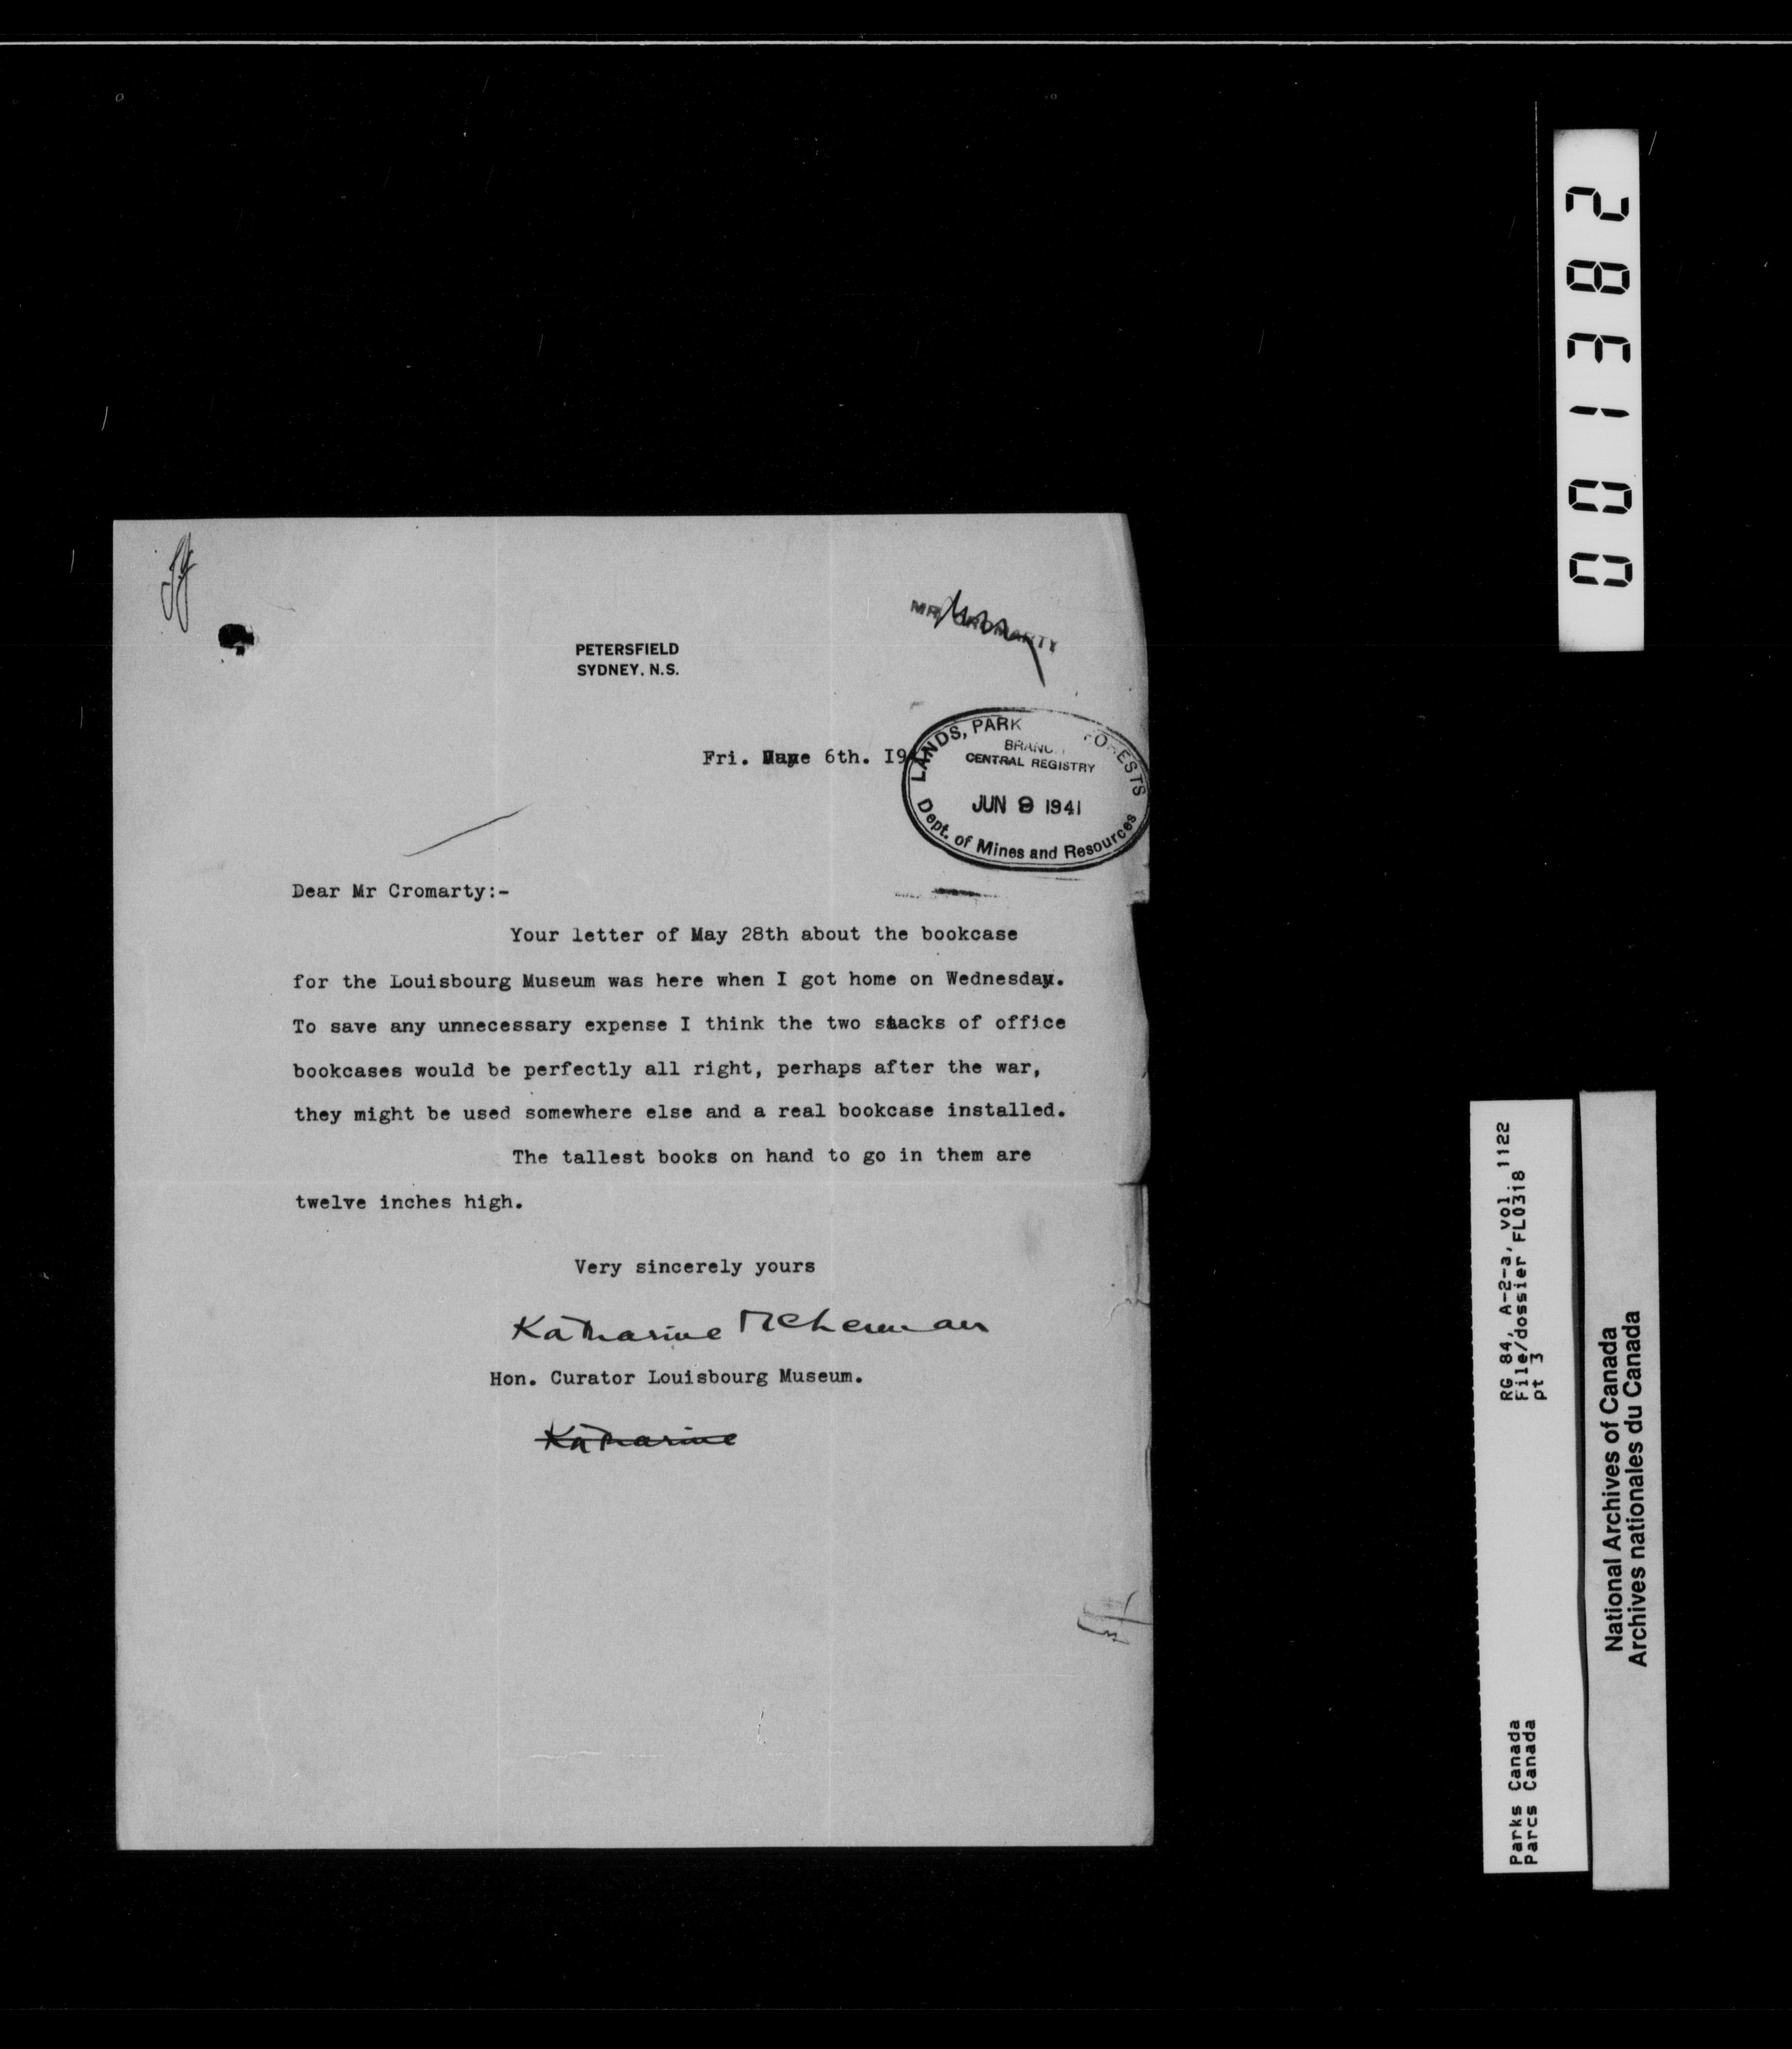 PETERSFIELD
SYDNEY, N.S.
MR. CROMARTY
Fri. June 6th. I9
LANDS, PARK FORESTS
BRANC
CENTRAL REGISTRY
JUN 9 1941
Dept. of Mines and Resources
Dear Mr Cromarty:-
Your letter of May 28th about the bookcase
for the Louisbourg Museum was here when I got home on Wednesday.
To save any unnecessary expense I think the two stacks of office
bookcases would be perfectly all right, perhaps after the war,
they might be used somewhere else and a real bookcase installed.
The tallest books on hand to go in them are
twelve inches high.
Very sincerely yours
Katharine McLennan
Hon. Curator Louisbourg Museum.
Katharine
001382
RG 84, A-2-a, vol. 1122
File/dossier FL0318
pt 3
Parks Canada
Parcs Canada
National Archives of Canada
Archives nationales du Canada